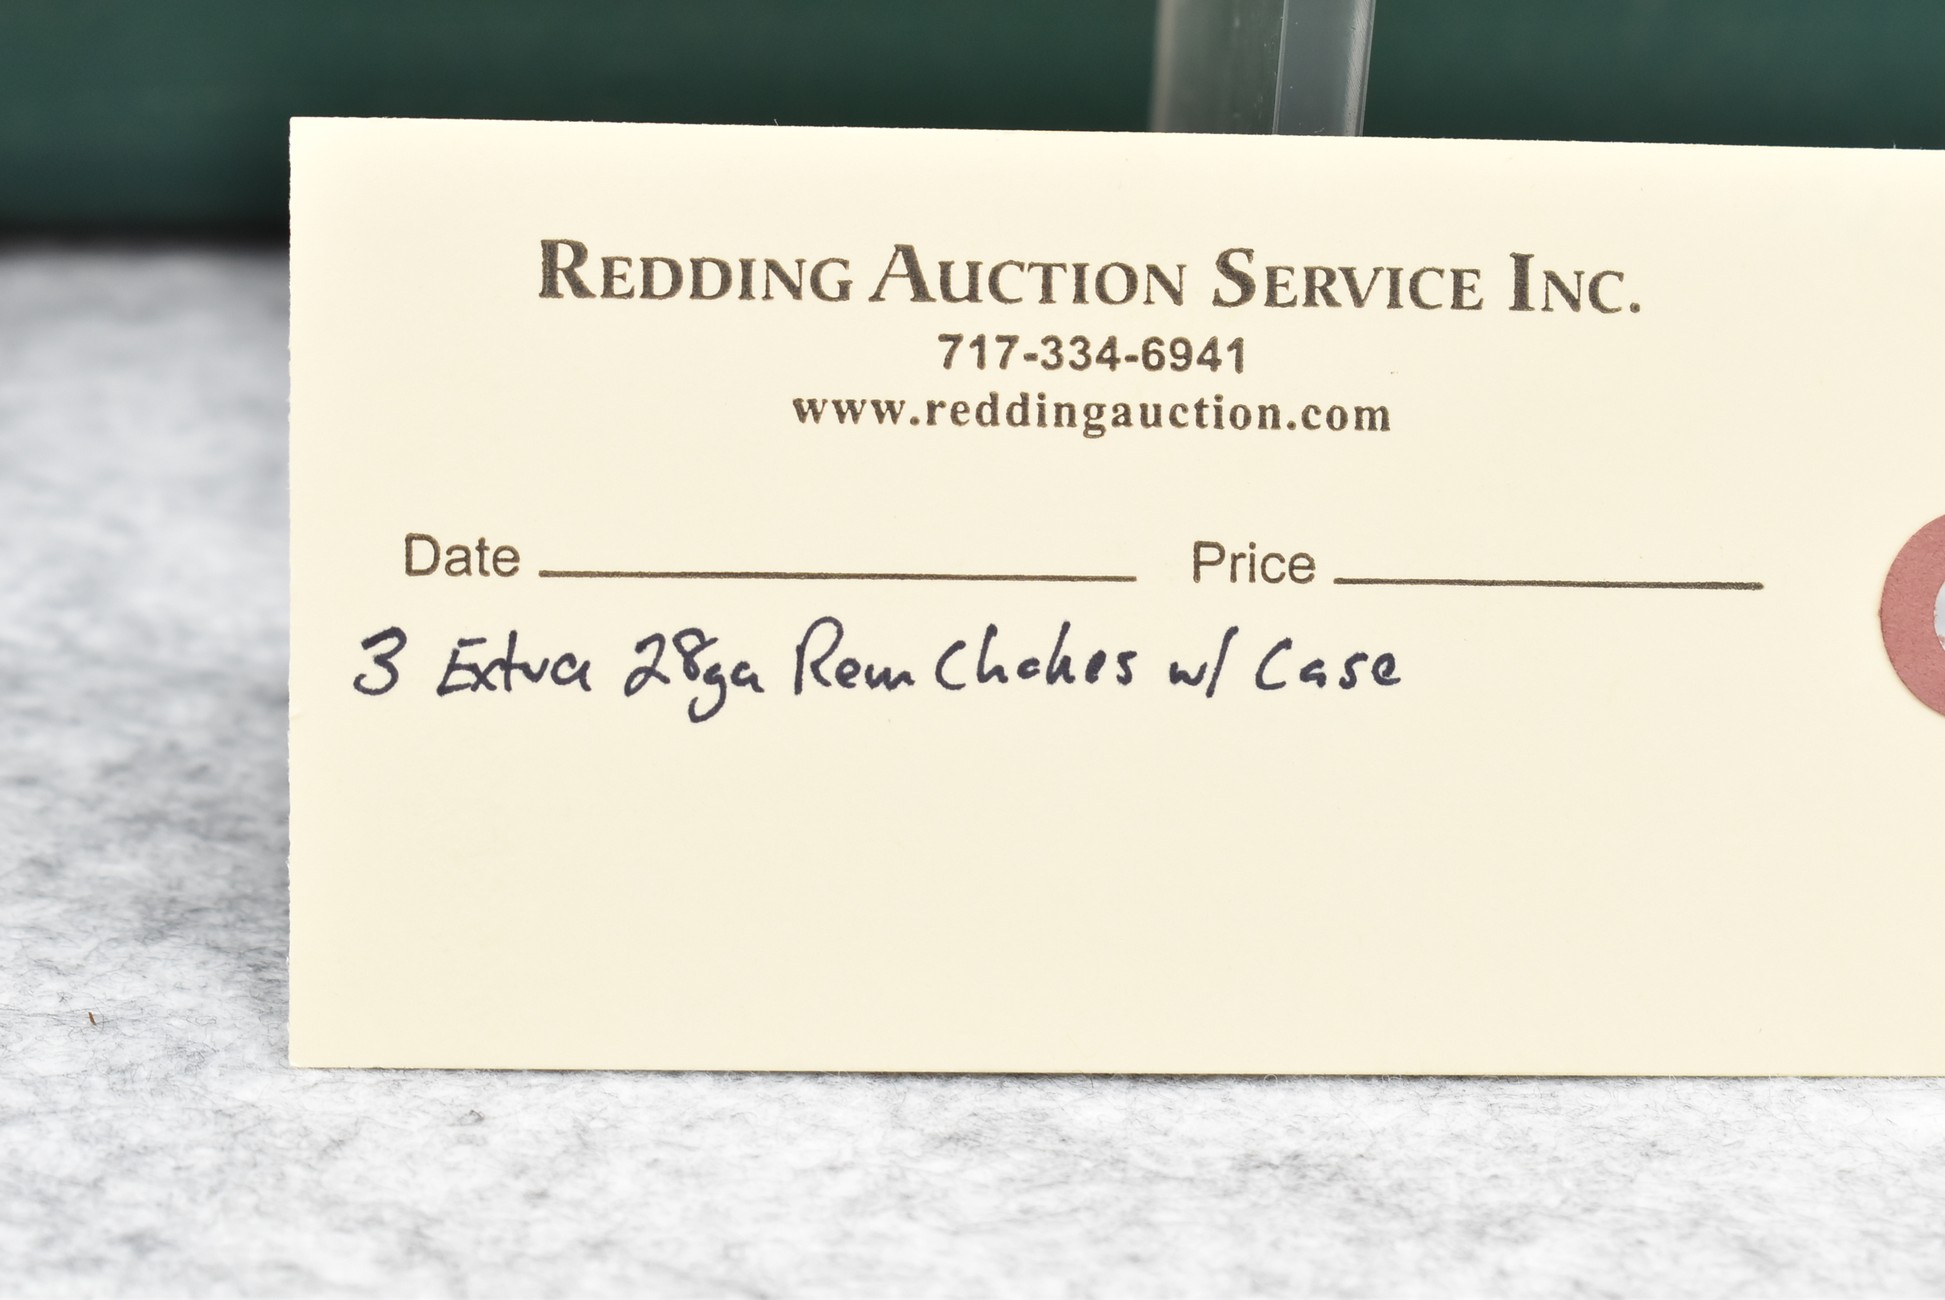 Redding Auction Service Inc.
717-334-6941
www.reddingauction.com
Date Price
3 Extra 28ga Rem Chokes w/ Case